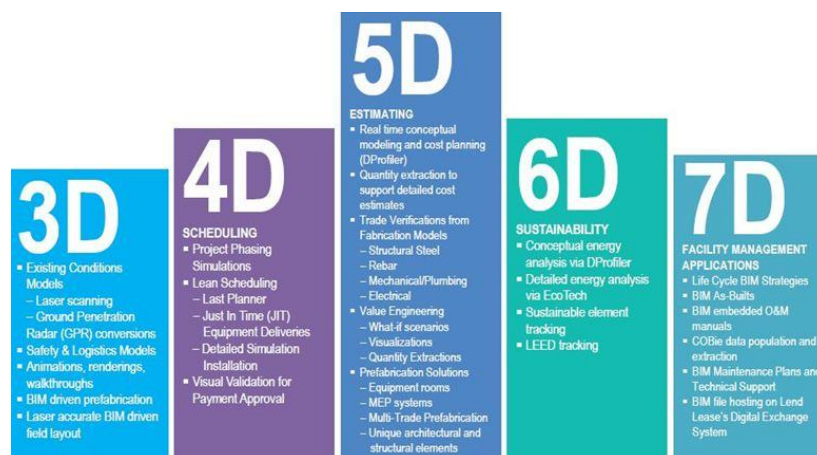 3D
▪ Existing Conditions
Models
– Laser scanning
– Ground Penetration
Radar (GPR) conversions
▪ Safety & Logistics Models
▪ Animations, renderings,
walkthroughs
▪ BIM driven prefabrication
▪ Laser accurate BIM driven
field layout
4D
SCHEDULING
▪ Project Phasing
Simulations
▪ Lean Scheduling
– Last Planner
– Just In Time (JIT)
Equipment Deliveries
– Detailed Simulation
Installation
▪ Visual Validation for
Payment Approval
5D
ESTIMATING
▪ Real time conceptual
modeling and cost planning
(DProfiler)
▪ Quantity extraction to
support detailed cost
estimates
▪ Trade Verifications from
Fabrication Models
– Structural Steel
– Rebar
– Mechanical/Plumbing
– Electrical
▪ Value Engineering
– What-if scenarios
– Visualizations
– Quantity Extractions
▪ Prefabrication Solutions
– Equipment rooms
– MEP systems
– Multi-Trade Prefabrication
– Unique architectural and
structural elements
6D
SUSTAINABILITY
▪ Conceptual energy
analysis via DProfiler
▪ Detailed energy analysis
via EcoTech
▪ Sustainable element
tracking
▪ LEED tracking
7D
FACILITY MANAGEMENT
APPLICATIONS
▪ Life Cycle BIM Strategies
▪ BIM As-Builts
▪ BIM embedded O&M
manuals
▪ COBie data population and
extraction
▪ BIM Maintenance Plans and
Technical Support
▪ BIM file hosting on Lend
Lease's Digital Exchange
System